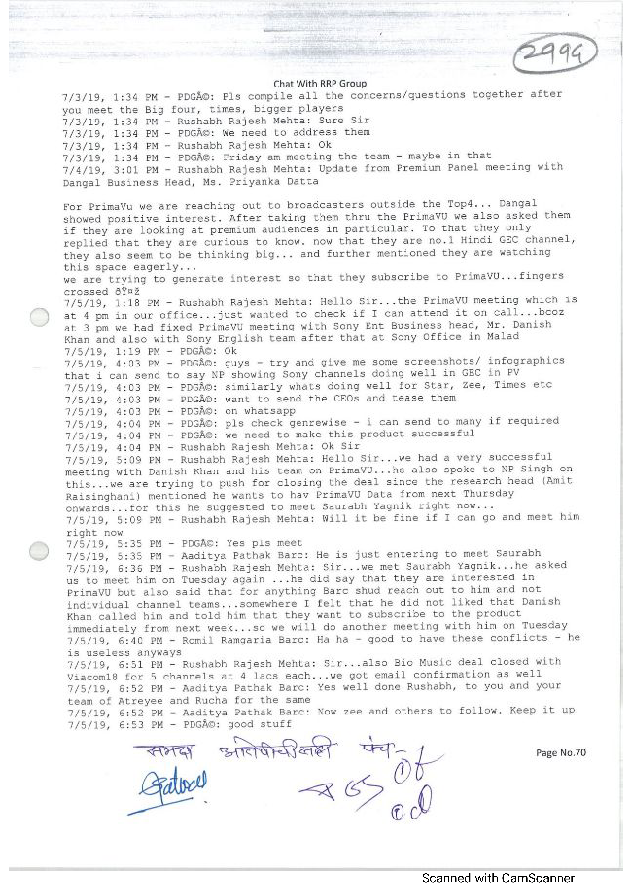 2994
Chat With RRP Group
7/3/19, 1:34 PM - PDGÃ©: Pls compile all the concerns/questions together after
you meet the Big four, times, bigger players
7/3/19, 1:34 PM - Rushabh Rajesh Mehta: Sure Sir
7/3/19, 1:34 PM - PDGÃ©: We need to address them
7/3/19, 1:34 PM - Rushabh Rajesh Mehta: Ok
7/3/19, 1:34 PM - PDGÃ©: Friday am meeting the team - maybe in that
7/4/19, 3:01 PM - Rushabh Rajesh Mehta: Update from Premium Panel meeting with
Dangal Business Head, Ms. Priyanka Datta
For PrimaVu we are reaching out to broadcasters outside the Top4... Dangal
showed positive interest. After taking then thru the PrimaVU we also asked them
if they are looking at premium audiences in particular. To that they only
replied that they are curious to know. now that they are no.1 Hindi GEC channel,
they also seem to be thinking big... and further mentioned they are watching
this space eagerly...
we are trying to generate interest so that they subscribe to PrimaVU...fingers
crossed ðŸ¤ž
7/5/19, 1:18 PM - Rushabh Rajesh Mehta: Hello Sir...the PrimaVU meeting which is
at 4 pm in our office...just wanted to check if I can attend it on call...bcoz
at 3 pm we had fixed PrimaVU meeting with Sony Ent Business head, Mr. Danish
Khan and also with Sony English team after that at Sony Office in Malad
7/5/19, 1:19 PM - PDGÃ©: Ok
7/5/19, 4:03 PM - PDGÃ©: guys - try and give me some screenshots/ infographics
that i can send to say NP showing Sony channels doing well in GEC in PV
7/5/19, 4:03 PM - PDGÃ©: similarly whats doing well for Star, Zee, Times etc
7/5/19, 4:03 PM - PDGÃ©: want to send the CEOs and tease them
7/5/19, 4:03 PM - PDGÃ©: on whatsapp
7/5/19, 4:04 PM - PDGÃ©: pls check genrewise - i can send to many if required
7/5/19, 4:04 PM - PDGÃ©: we need to make this product successful
7/5/19, 4:04 PM - Rushabh Rajesh Mehta: Ok Sir
7/5/19, 5:09 PM - Rushabh Rajesh Mehta: Hello Sir...we had a very successful
meeting with Danish Khan and his team on PrimaVU...he also spoke to NP Singh on
this...we are trying to push for closing the deal since the research head (Amit
Raisinghani) mentioned he wants to hav PrimaVU Data from next Thursday
onwards...for this he suggested to meet Saurabh Yagnik right now...
7/5/19, 5:09 PM - Rushabh Rajesh Mehta: Will it be fine if I can go and meet him
right now
7/5/19, 5:35 PM - PDGÃ©: Yes pls meet
7/5/19, 5:35 PM - Aaditya Pathak Barc: He is just entering to meet Saurabh
7/5/19, 6:36 PM - Rushabh Rajesh Mehta: Sir...we met Saurabh Yagnik...he asked
us to meet him on Tuesday again ...he did say that they are interested in
PrimaVU but also said that for anything Barc shud reach out to him and not
individual channel teams...somewhere I felt that he did not liked that Danish
Khan called him and told him that they want to subscribe to the product
immediately from next week...so we will do another meeting with him on Tuesday
7/5/19, 6:40 PM - Romil Ramgaria Barc: Ha ha - good to have these conflicts - he
is useless anyways
7/5/19, 6:51 PM - Rushabh Rajesh Mehta: Sir...also Bio Music deal closed with
Viacom18 for 5 channels at 4 lacs each...we got email confirmation as well
7/5/19, 6:52 PM - Aaditya Pathak Barc: Yes well done Rushabh, to you and your
team of Atreyee and Rucha for the same
7/5/19, 6:52 PM - Aaditya Pathak Barc: Now zee and others to follow. Keep it up
7/5/19, 6:53 PM - PDGÃ©: good stuff
समक्ष पंच-
Page No.70
Scanned with CamScanner